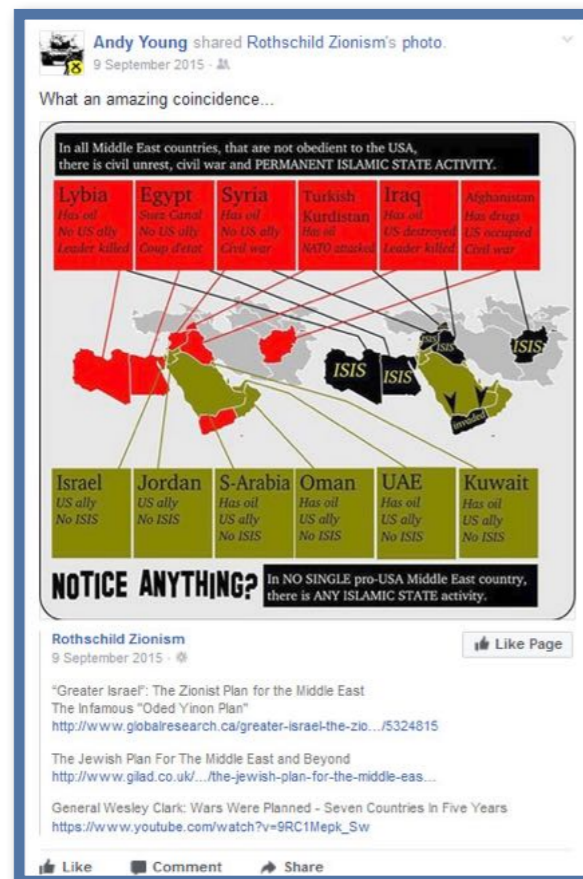 Andy Young shared Rothschild Zionism's photo.
9 September 2015
What an amazing coincidence...
In all Middle East countries, that are not obedient to the USA,
there is civil unrest, civil war and PERMANENT ISLAMIC STATE ACTIVITY.
Lybia
Has oil
No US ally
Leader killed
Egypt
Suez Canal
No US ally
Coup d'etat
Syria
Has oil
No US ally
Civil war
Turkish
Kurdistan
Has oil
NATO attacked
Iraq
Has oil
US destroyed
Leader killed
Afghanistan
Has drugs
US occupied
Civil war
ISIS
ISIS
ISIS
ISIS
ISIS
invaded
Israel
US ally
No ISIS
Jordan
US ally
No ISIS
S-Arabia
Has oil
US ally
No ISIS
Oman
Has oil
US ally
No ISIS
UAE
Has oil
US ally
No ISIS
Kuwait
Has oil
US ally
No ISIS
NOTICE ANYTHING?
In NO SINGLE pro-USA Middle East country,
there is ANY ISLAMIC STATE activity.
Rothschild Zionism
9 September 2015
Like Page
"Greater Israel": The Zionist Plan for the Middle East
The Infamous "Oded Yinon Plan"
http://www.globalresearch.ca/greater-israel-the-zio.../5324815
The Jewish Plan For The Middle East and Beyond
http://www.gilad.co.uk/.../the-jewish-plan-for-the-middle-eas...
General Wesley Clark: Wars Were Planned - Seven Countries In Five Years
https://www.youtube.com/watch?v=9RC1Mepk_Sw
Like Comment Share